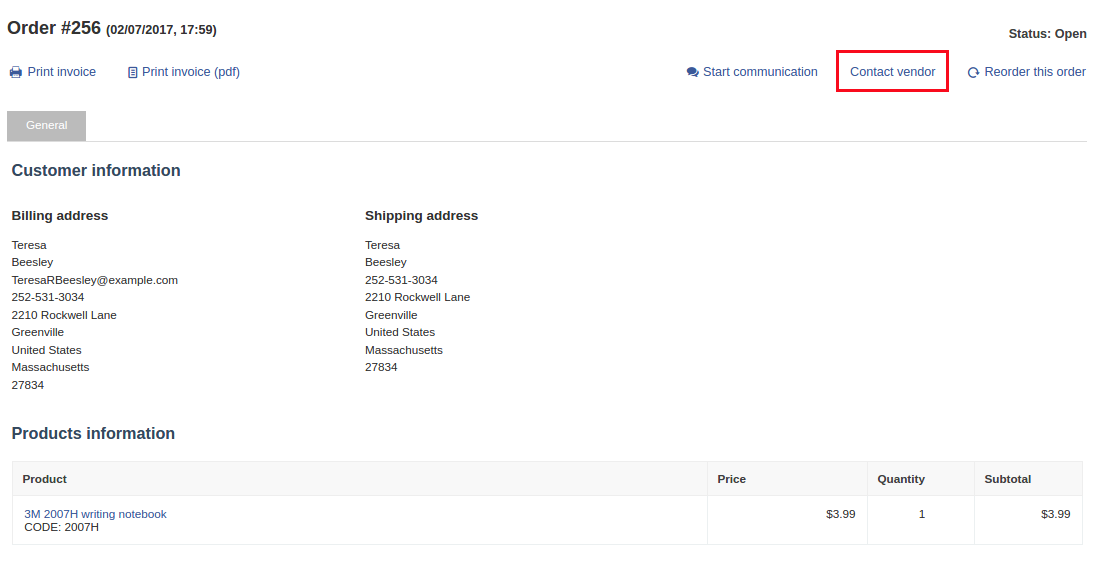 Order #256 (02/07/2017, 17:59)
Status: Open
Print invoice Print invoice (pdf) Start communication Contact vendor Reorder this order
General
Customer information
Billing address Shipping address
Teresa Teresa
Beesley Beesley
TeresaRBeesley@example.com 252-531-3034
252-531-3034 2210 Rockwell Lane
2210 Rockwell Lane Greenville
Greenville United States
United States Massachusetts
Massachusetts 27834
27834
Products information
Product Price Quantity Subtotal
3M 2007H writing notebook $3.99 1 $3.99
CODE: 2007H